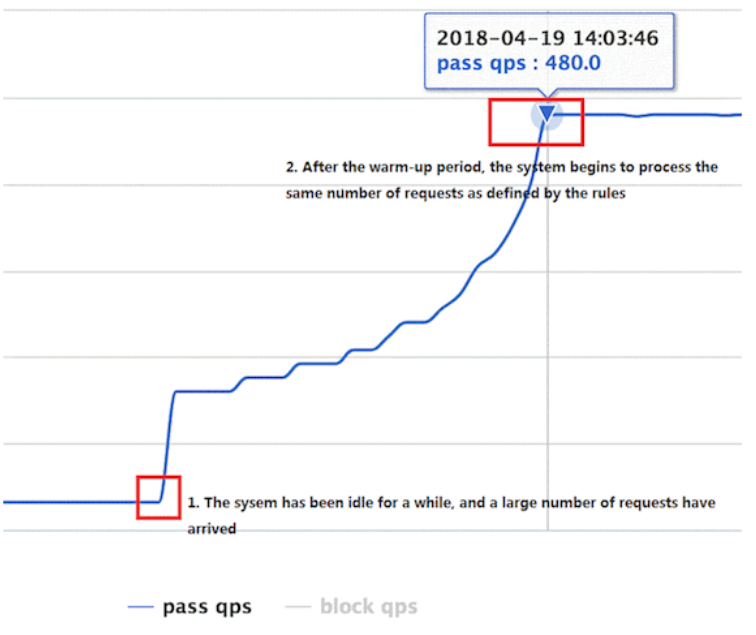 2018-04-19 14:03:46
pass qps : 480.0
2. After the warm-up period, the system begins to process the
same number of requests as defined by the rules
1. The sysem has been idle for a while, and a large number of requests have
arrived
pass qps
block qps